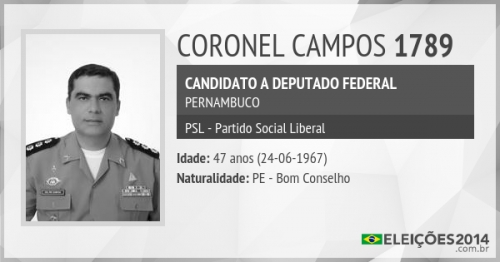 CORONEL CAMPOS 1789
CANDIDATO A DEPUTADO FEDERAL
PERNAMBUCO
PSL - Partido Social Liberal
Idade: 47 anos (24-06-1967)
Naturalidade: PE - Bom Conselho
ELEIÇÕES2014
.com.br